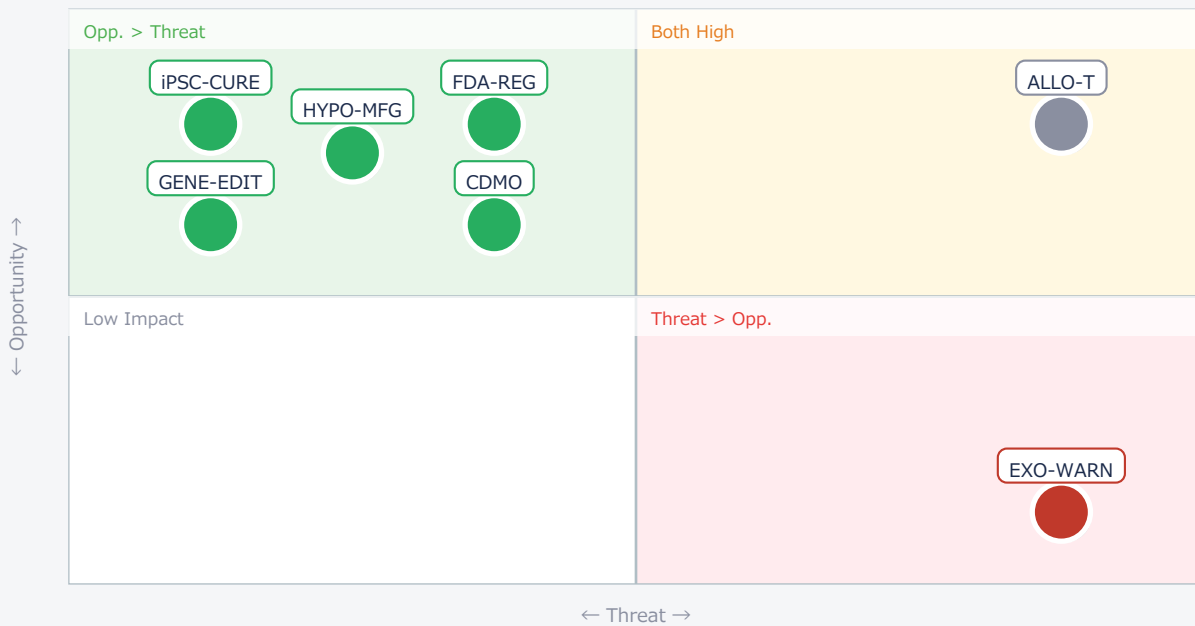 Opp. > Threat
Both High
iPSC-CURE
FDA-REG
ALLO-T
HYPO-MFG
GENE-EDIT
CDMO
← Opportunity →
Low Impact
Threat > Opp.
EXO-WARN
← Threat →